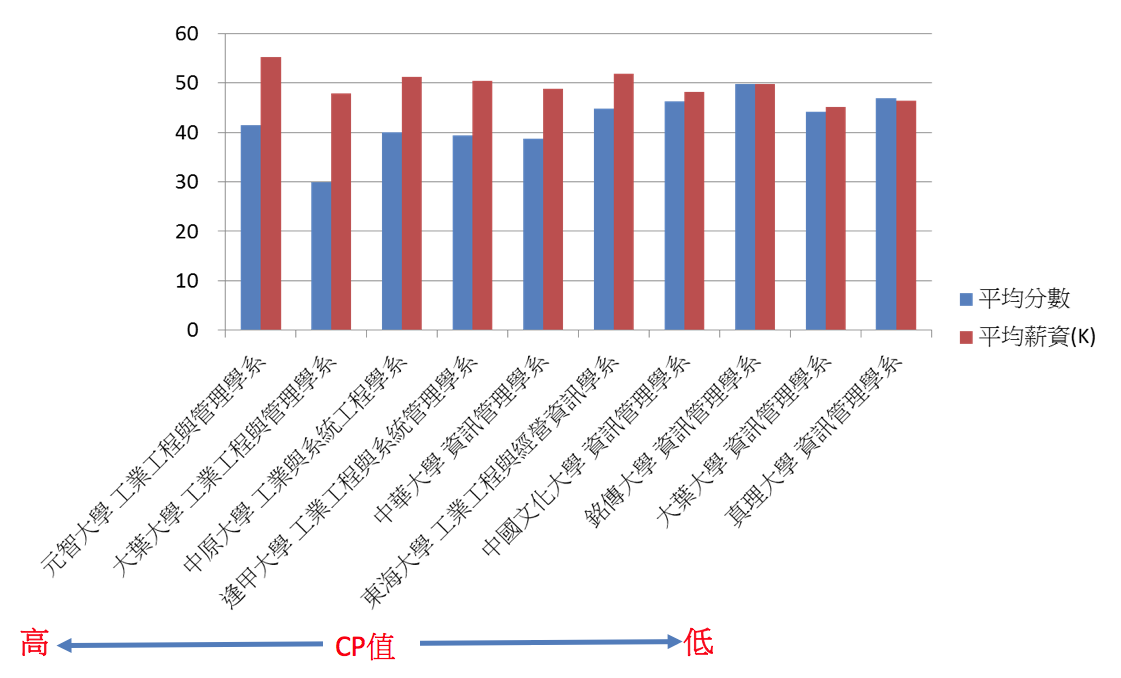 60
50
40
30
20
10
0
平均分數
平均薪資(K)
元智大學 工業工程與管理學系
大葉大學 工業工程與管理學系
中原大學 工業與系統工程學系
逢甲大學 工業工程與系統管理學系
中華大學 資訊管理學系
東海大學 工業工程與經營資訊學系
中國文化大學 資訊管理學系
銘傳大學 資訊管理學系
大葉大學 資訊管理學系
真理大學 資訊管理學系
高 CP值 低